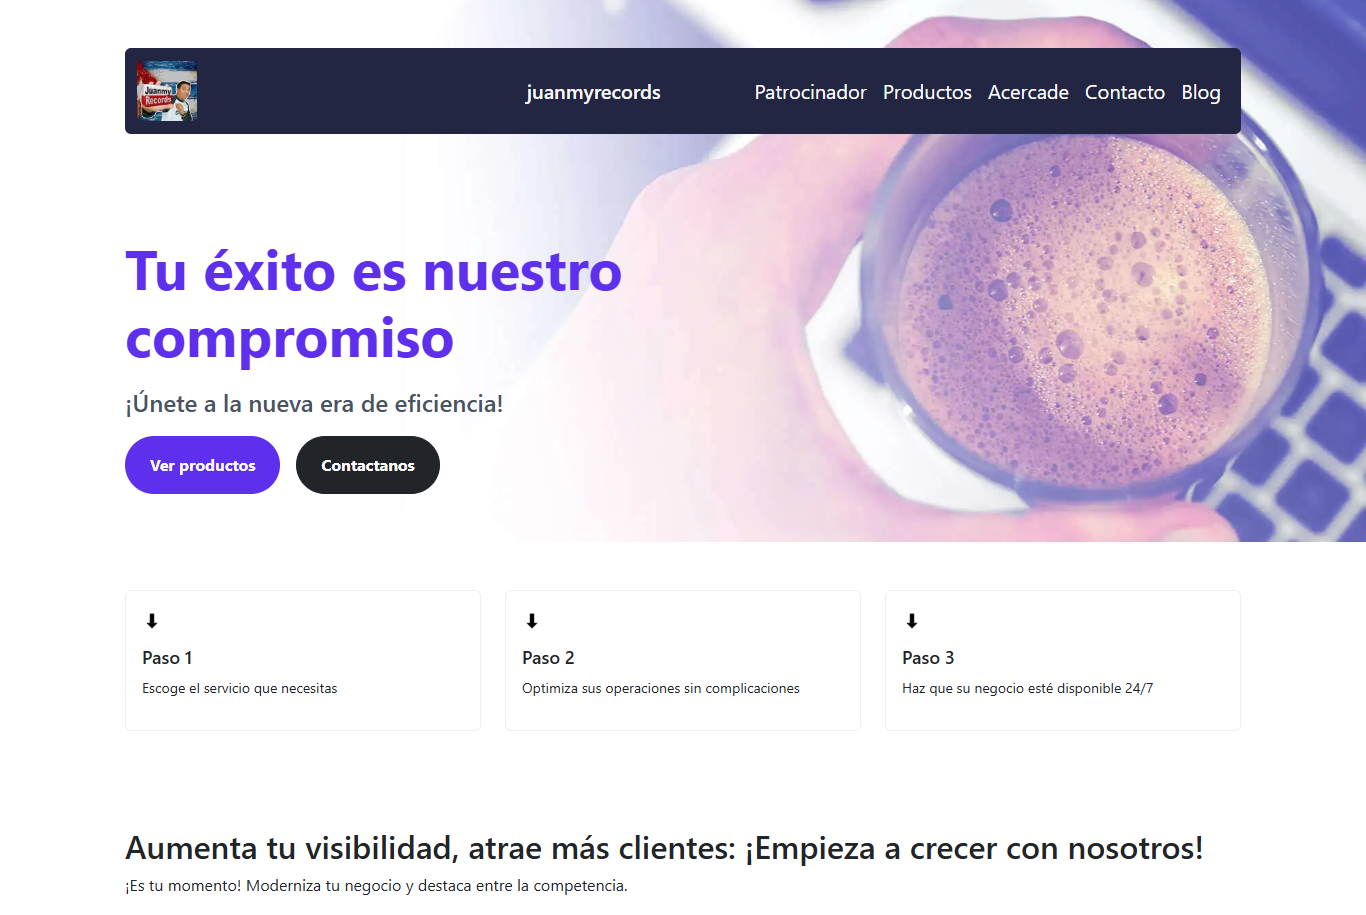 Juanmy
Records
juanmyrecords
Patrocinador Productos Acercade Contacto Blog
Tu éxito es nuestro
compromiso
¡Únete a la nueva era de eficiencia!
Ver productos Contactanos
Paso 1
Escoge el servicio que necesitas
Paso 2
Optimiza sus operaciones sin complicaciones
Paso 3
Haz que su negocio esté disponible 24/7
Aumenta tu visibilidad, atrae más clientes: ¡Empieza a crecer con nosotros!
¡Es tu momento! Moderniza tu negocio y destaca entre la competencia.